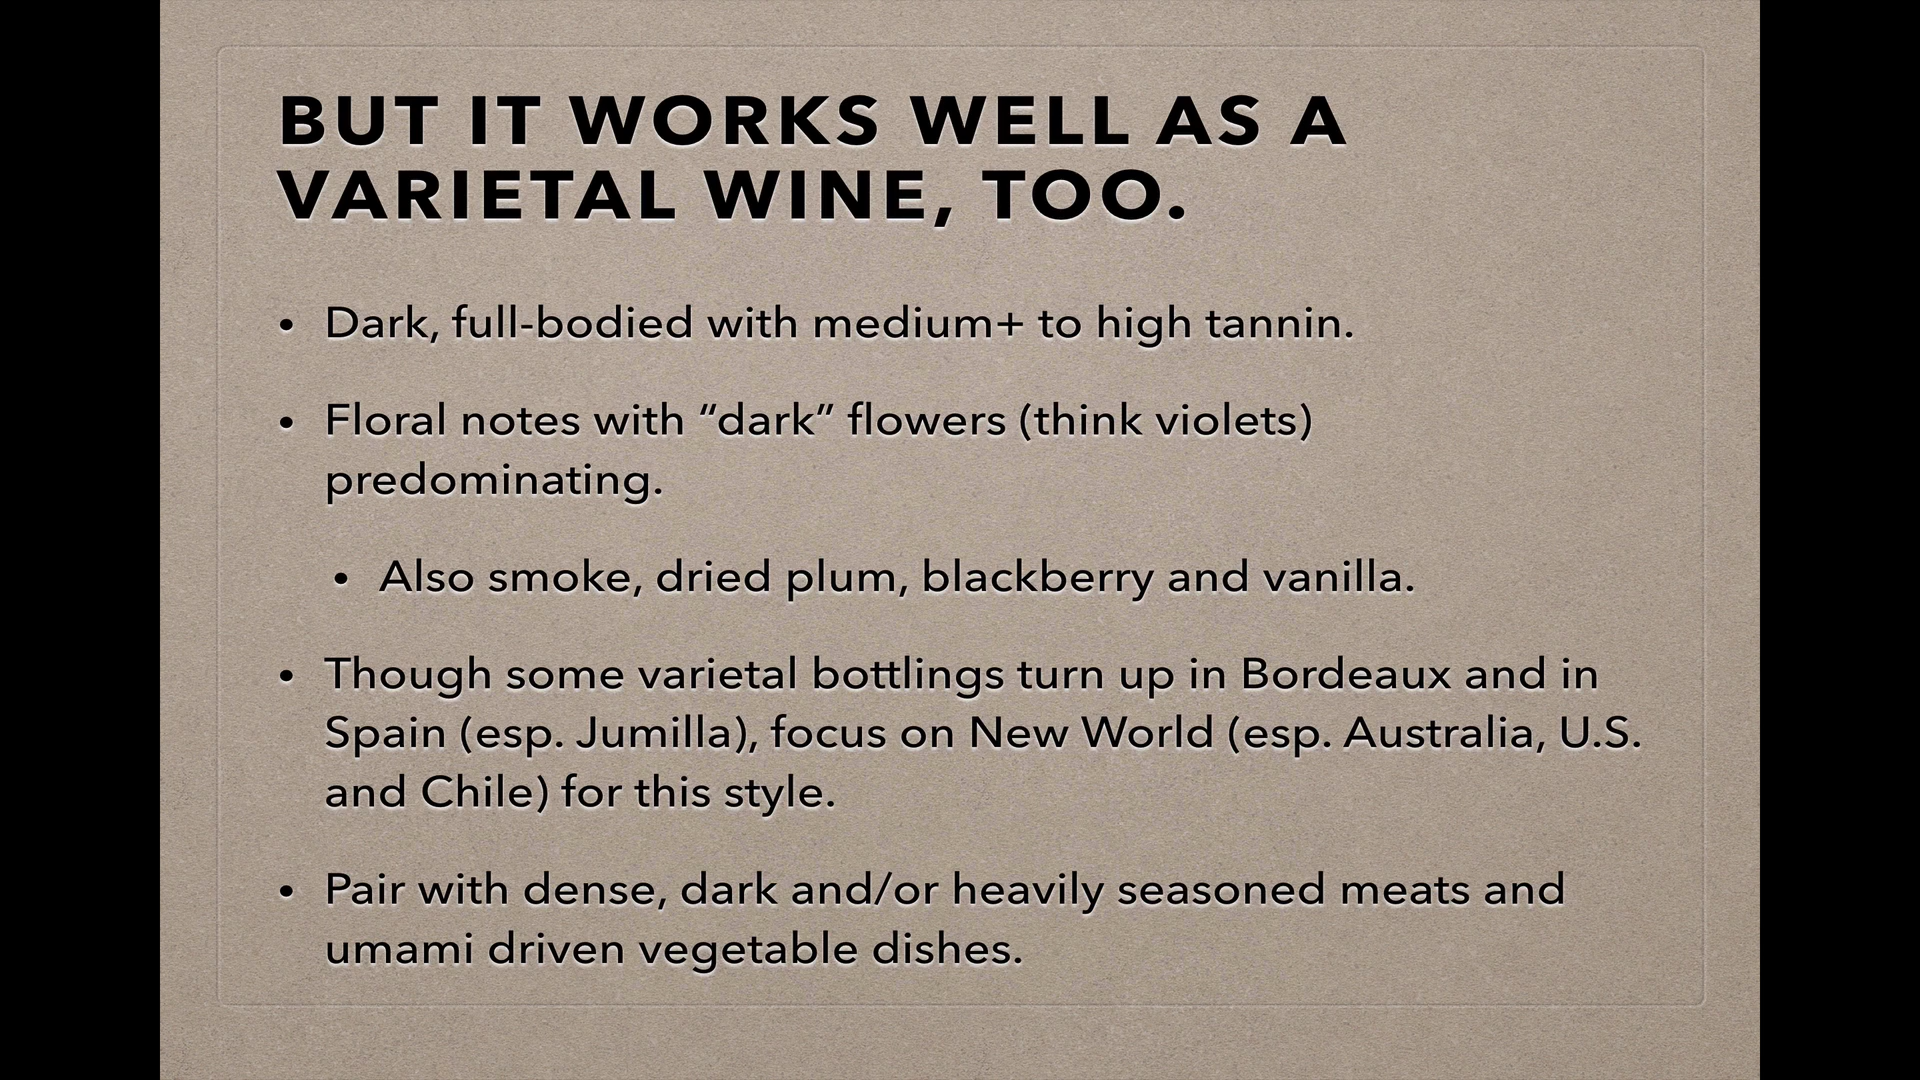 BUT IT WORKS WELL AS A
VARIETAL WINE, TOO.
• Dark, full-bodied with medium+ to high tannin.
• Floral notes with “dark” flowers (think violets)
predominating.
• Also smoke, dried plum, blackberry and vanilla.
• Though some varietal bottlings turn up in Bordeaux and in
Spain (esp. Jumilla), focus on New World (esp. Australia, U.S.
and Chile) for this style.
• Pair with dense, dark and/or heavily seasoned meats and
umami driven vegetable dishes.